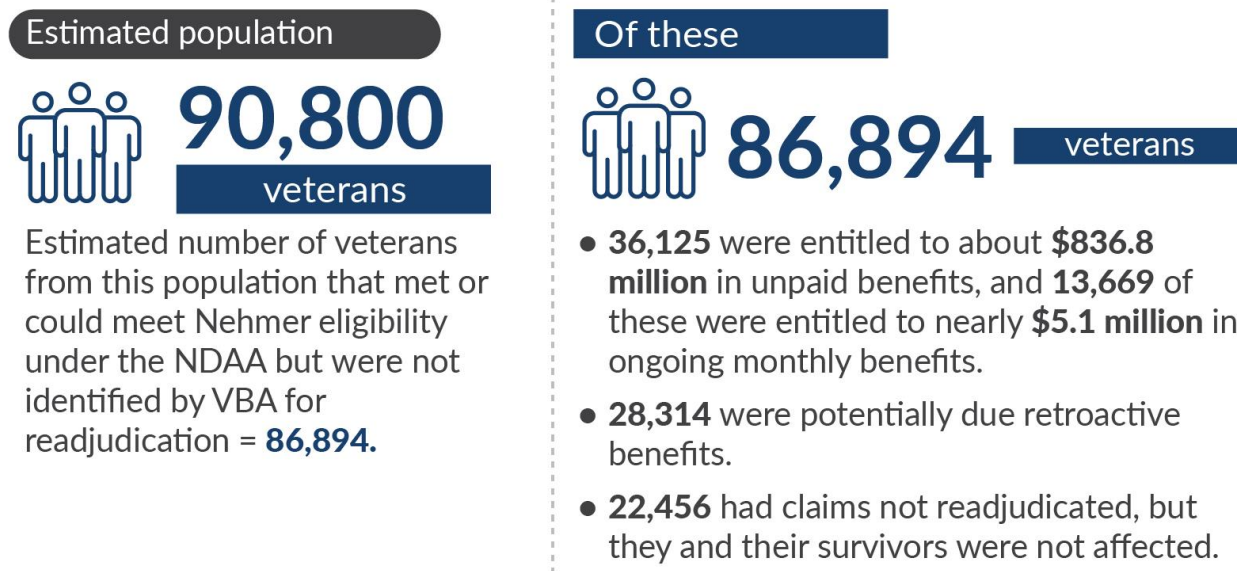 Estimated population
90,800
veterans
Estimated number of veterans
from this population that met or
could meet Nehmer eligibility
under the NDAA but were not
identified by VBA for
readjudication = 86,894.
Of these
86,894 veterans
• 36,125 were entitled to about $836.8
million in unpaid benefits, and 13,669 of
these were entitled to nearly $5.1 million in
ongoing monthly benefits.
• 28,314 were potentially due retroactive
benefits.
• 22,456 had claims not readjudicated, but
they and their survivors were not affected.